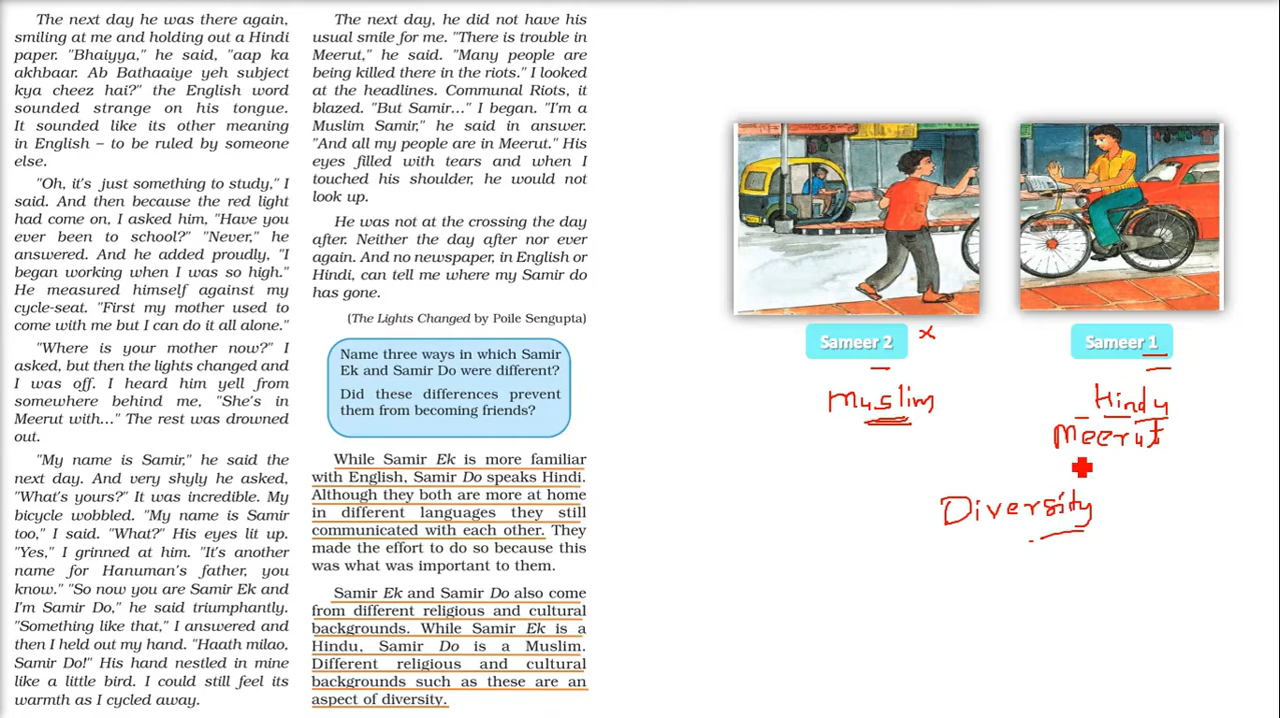 The next day he was there again,
smiling at me and holding out a Hindi
paper. "Bhaiyya," he said, "aap ka
akhbaar. Ab Bathaaiye yeh subject
kya cheez hai?" the English word
sounded strange on his tongue.
It sounded like its other meaning
in English – to be ruled by someone
else.
"Oh, it's just something to study," I
said. And then because the red light
had come on, I asked him, "Have you
ever been to school?" "Never," he
answered. And he added proudly, "I
began working when I was so high."
He measured himself against my
cycle-seat. "First my mother used to
come with me but I can do it all alone."
"Where is your mother now?" I
asked, but then the lights changed and
I was off. I heard him yell from
somewhere behind me, "She's in
Meerut with..." The rest was drowned
out.
"My name is Samir," he said the
next day. And very shyly he asked,
"What's yours?" It was incredible. My
bicycle wobbled. "My name is Samir
too," I said. "What?" His eyes lit up.
"Yes," I grinned at him. "It's another
name for Hanuman's father, you
know." "So now you are Samir Ek and
I'm Samir Do," he said triumphantly.
"Something like that," I answered and
then I held out my hand. "Haath milao,
Samir Do!" His hand nestled in mine
like a little bird. I could still feel its
warmth as I cycled away.
The next day, he did not have his
usual smile for me. "There is trouble in
Meerut," he said. "Many people are
being killed there in the riots." I looked
at the headlines. Communal Riots, it
blazed. "But Samir..." I began. "I'm a
Muslim Samir," he said in answer.
"And all my people are in Meerut." His
eyes filled with tears and when I
touched his shoulder, he would not
look up.
He was not at the crossing the day
after. Neither the day after nor ever
again. And no newspaper, in English or
Hindi, can tell me where my Samir do
has gone.
(The Lights Changed by Poile Sengupta)
Name three ways in which Samir
Ek and Samir Do were different?
Did these differences prevent
them from becoming friends?
While Samir Ek is more familiar
with English, Samir Do speaks Hindi.
Although they both are more at home
in different languages they still
communicated with each other. They
made the effort to do so because this
was what was important to them.
Samir Ek and Samir Do also come
from different religious and cultural
backgrounds. While Samir Ek is a
Hindu, Samir Do is a Muslim.
Different religious and cultural
backgrounds such as these are an
aspect of diversity.
Sameer 2 ×
Muslim
Sameer 1
Hindu
Meerut
Diversity